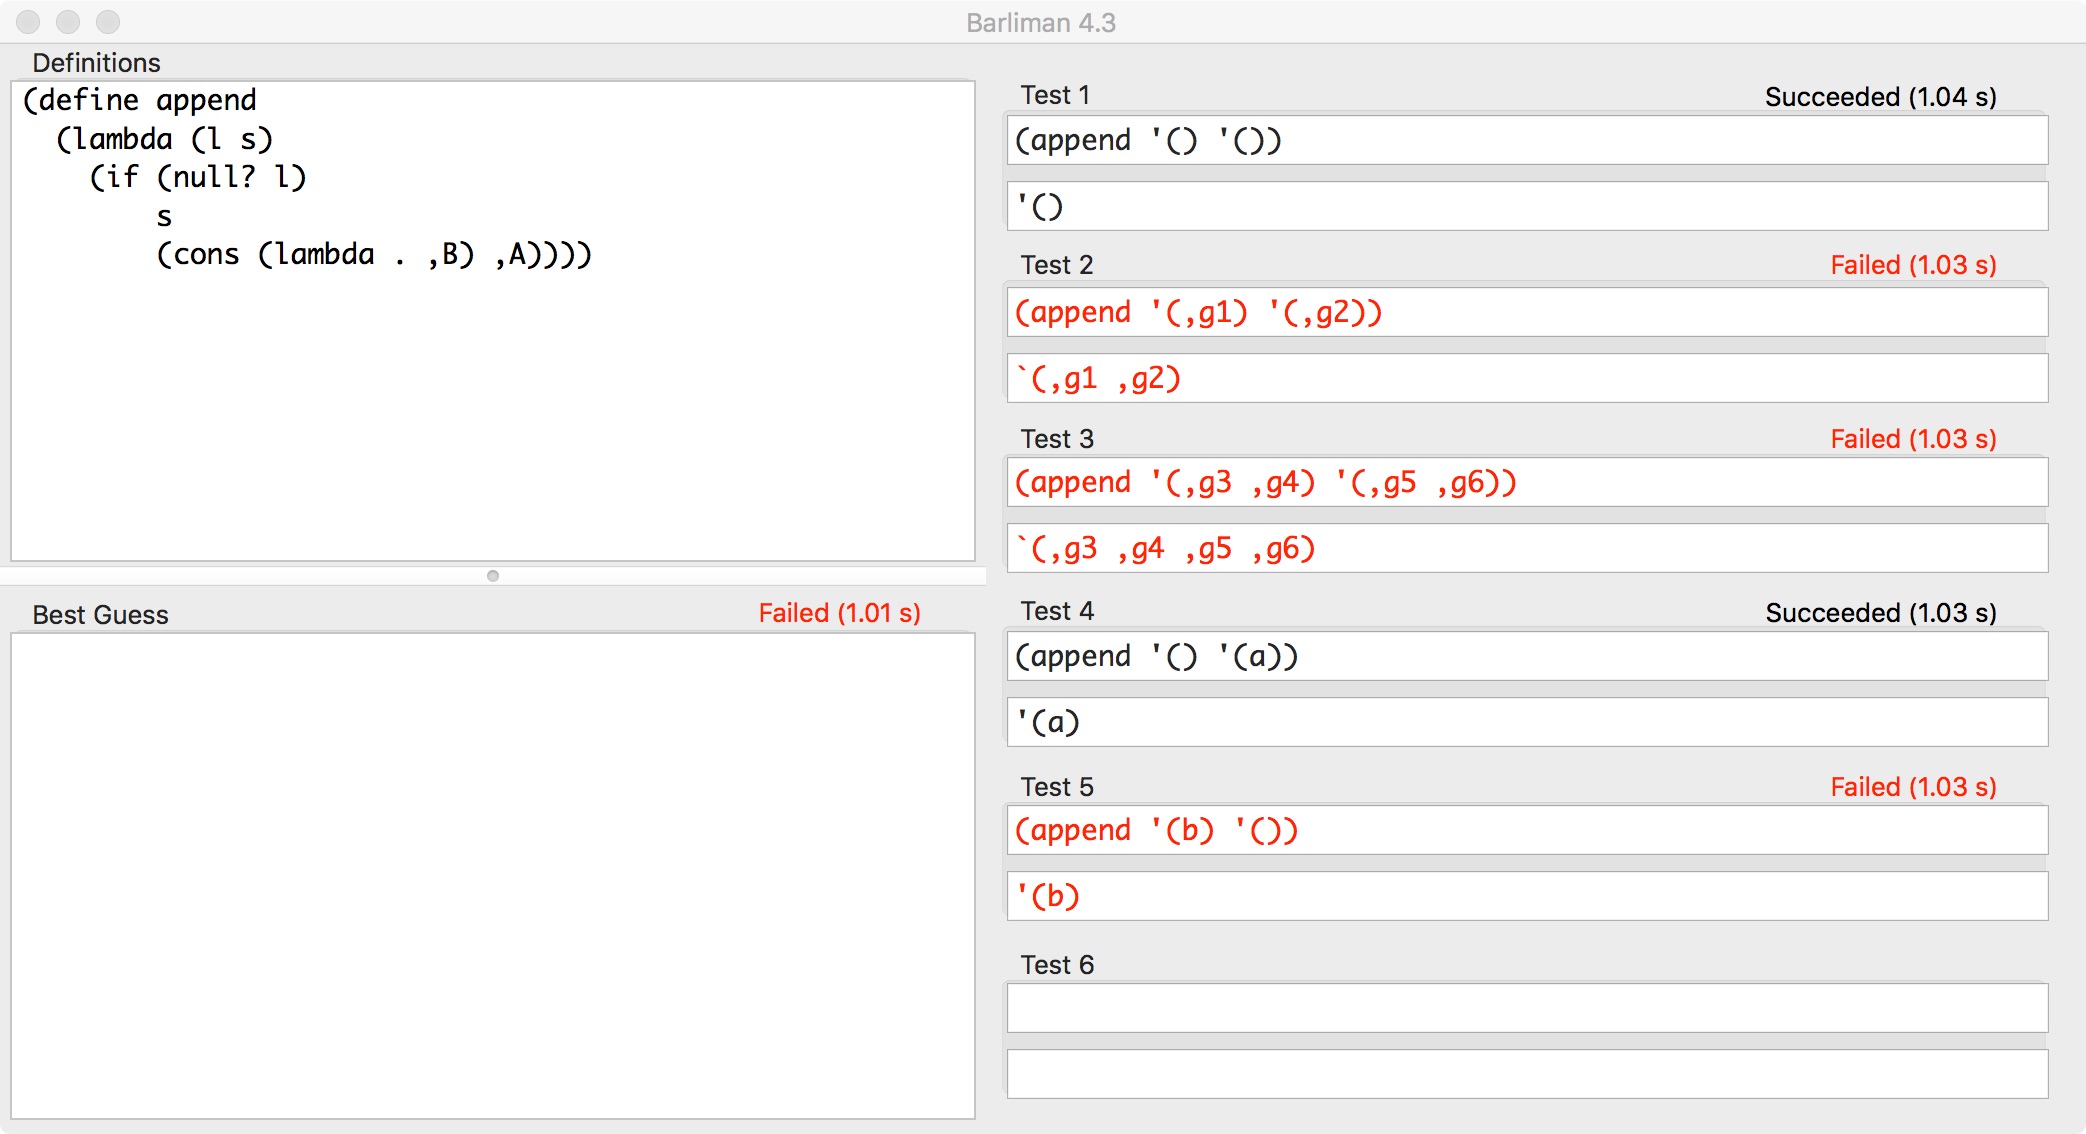 Barliman 4.3
Definitions
(define append
  (lambda (l s)
    (if (null? l)
        s
        (cons (lambda . ,B) ,A))))
Best Guess
Failed (1.01 s)
Test 1
Succeeded (1.04 s)
(append '() '())
'()
Test 2
Failed (1.03 s)
(append '(,g1) '(,g2))
`(,g1 ,g2)
Test 3
Failed (1.03 s)
(append '(,g3 ,g4) '(,g5 ,g6))
`(,g3 ,g4 ,g5 ,g6)
Test 4
Succeeded (1.03 s)
(append '() '(a))
'(a)
Test 5
Failed (1.03 s)
(append '(b) '())
'(b)
Test 6